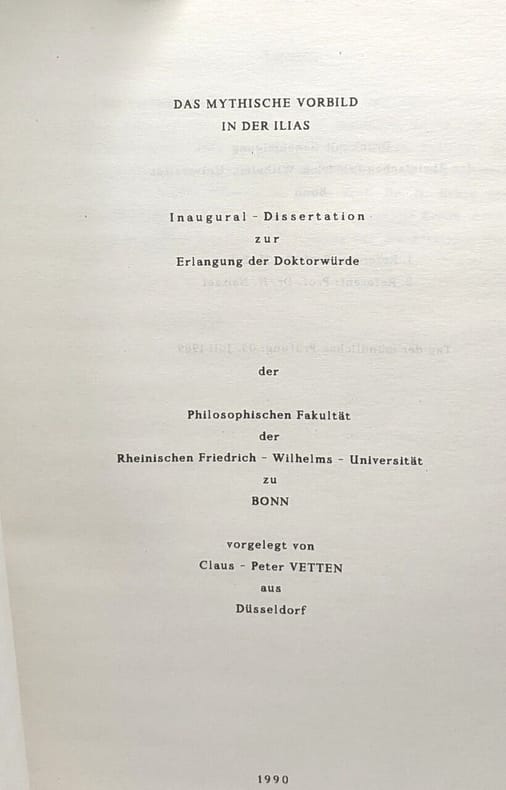 DAS MYTHISCHE VORBILD
IN DER ILIAS
Inaugural - Dissertation
zur
Erlangung der Doktorwürde
der
Philosophischen Fakultät
der
Rheinischen Friedrich - Wilhelms - Universität
zu
BONN
vorgelegt von
Claus - Peter VETTEN
aus
Düsseldorf
1990